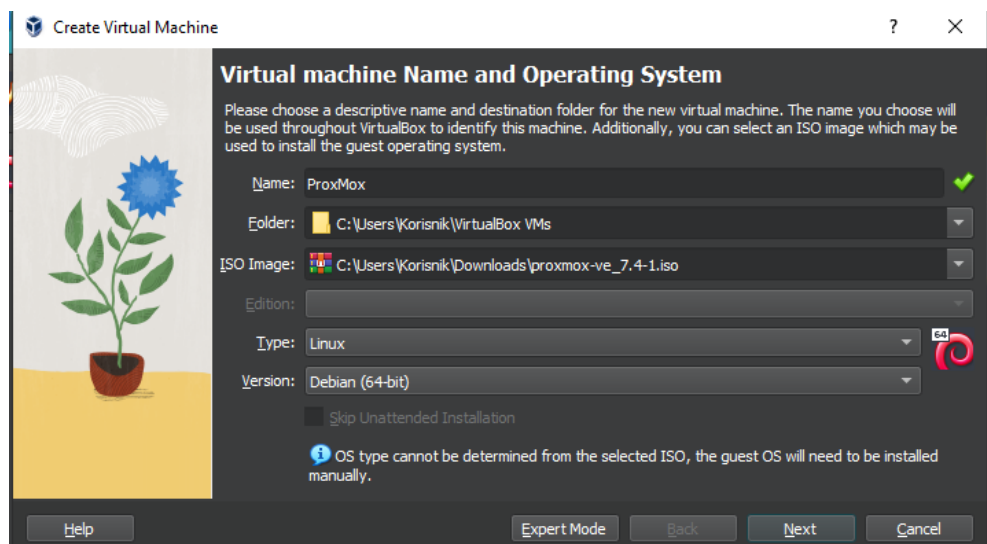 Create Virtual Machine
? X
Virtual machine Name and Operating System
Please choose a descriptive name and destination folder for the new virtual machine. The name you choose will
be used throughout VirtualBox to identify this machine. Additionally, you can select an ISO image which may be
used to install the guest operating system.
Name: ProxMox
Folder: C:\Users\Korisnik\VirtualBox VMs
ISO Image: C:\Users\Korisnik\Downloads\proxmox-ve_7.4-1.iso
Edition:
Type: Linux
64
Version: Debian (64-bit)
Skip Unattended Installation
OS type cannot be determined from the selected ISO, the guest OS will need to be installed
manually.
Help Expert Mode Back Next Cancel